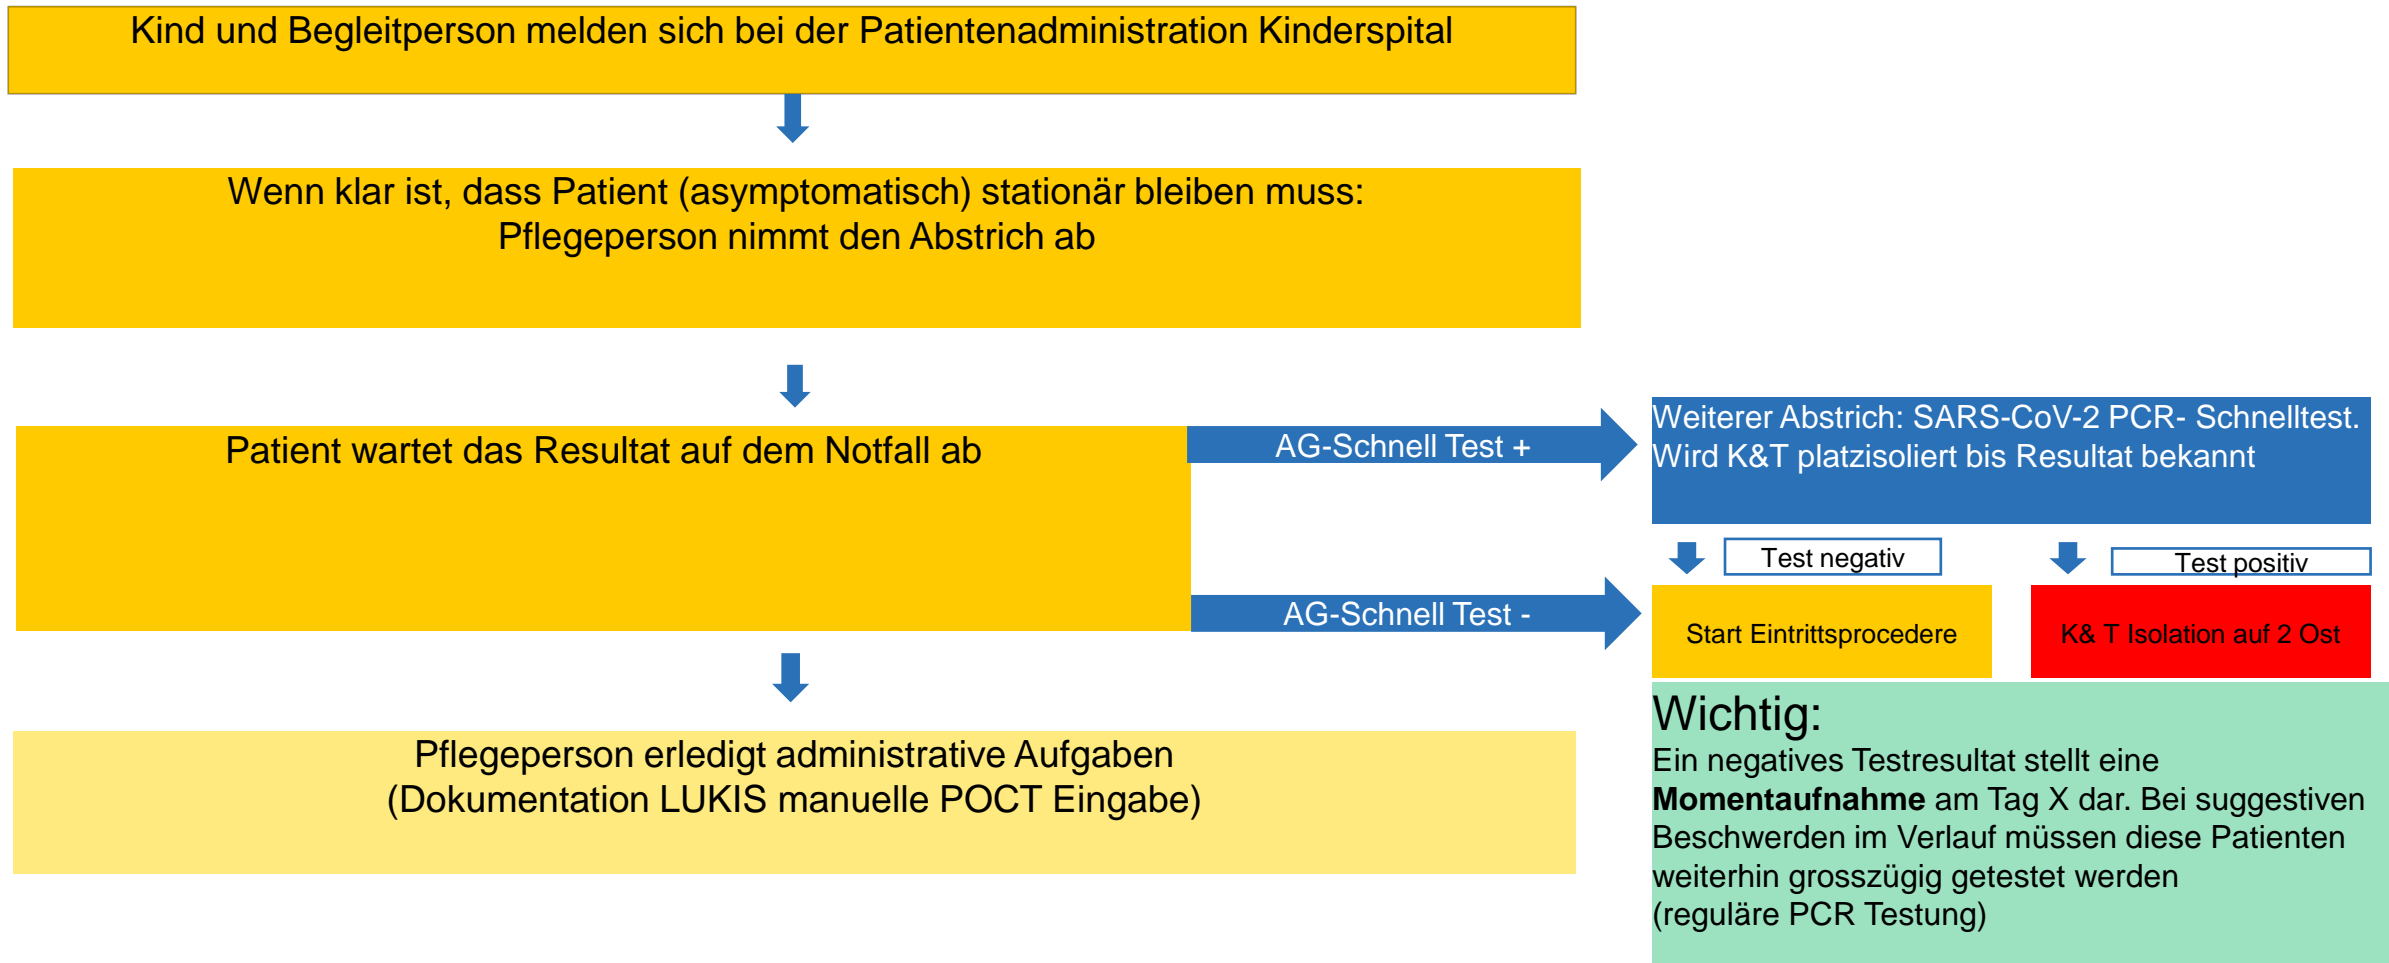 Kind und Begleitperson melden sich bei der Patientenadministration Kinderspital
Wenn klar ist, dass Patient (asymptomatisch) stationär bleiben muss:
Pflegeperson nimmt den Abstrich ab
Patient wartet das Resultat auf dem Notfall ab
AG-Schnell Test +
Weiterer Abstrich: SARS-CoV-2 PCR- Schnelltest.
Wird K&T platzisoliert bis Resultat bekannt
Test negativ
Test positiv
AG-Schnell Test -
Start Eintrittsprocedere
K& T Isolation auf 2 Ost
Pflegeperson erledigt administrative Aufgaben
(Dokumentation LUKIS manuelle POCT Eingabe)
Wichtig:
Ein negatives Testresultat stellt eine
Momentaufnahme am Tag X dar. Bei suggestiven
Beschwerden im Verlauf müssen diese Patienten
weiterhin grosszügig getestet werden
(reguläre PCR Testung)